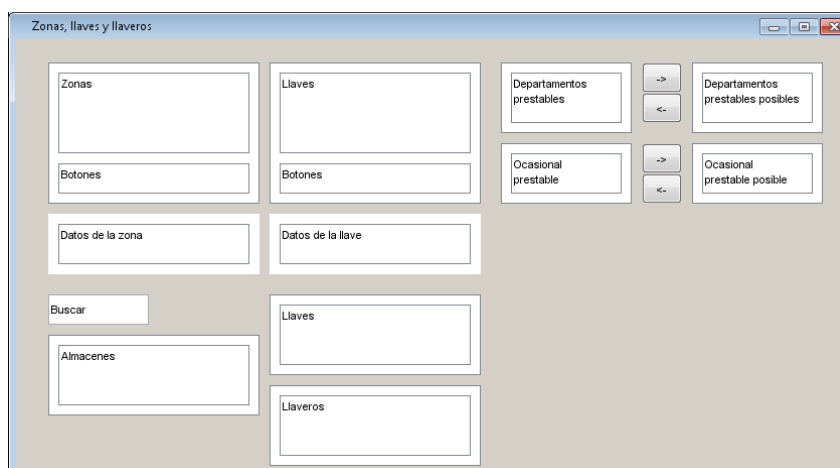 Zonas, llaves y llaveros
Zonas
Botones
Llaves
Botones
Departamentos
prestables
->
<-
Departamentos
prestables posibles
Ocasional
prestable
->
<-
Ocasional
prestable posible
Datos de la zona
Datos de la llave
Buscar
Almacenes
Llaves
Llaveros